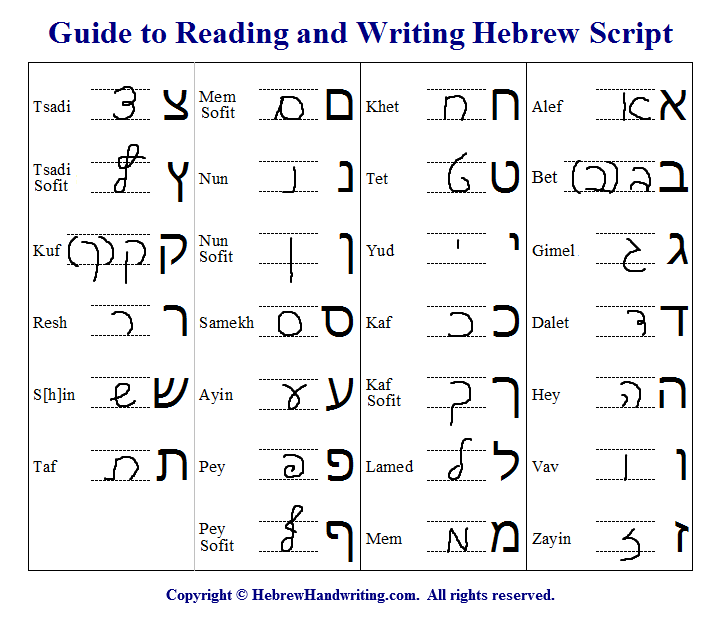 Guide to Reading and Writing Hebrew Script
Alef א א
Bet (ב) ב ב
Gimel ג ג
Dalet ד ד
Hey ה ה
Vav ו ו
Zayin ז ז
Khet ח ח
Tet ט ט
Yud י י
Kaf כ כ
Kaf
Sofit ך ך
Lamed ל ל
Mem מ מ
Mem
Sofit ם ם
Nun נ נ
Nun
Sofit ן ן
Samekh ס ס
Ayin ע ע
Pey פ פ
Pey
Sofit ף ף
Tsadi צ צ
Tsadi
Sofit ץ ץ
Kuf (ק) ק ק
Resh ר ר
S[h]in ש ש
Taf ת ת
Copyright © HebrewHandwriting.com. All rights reserved.